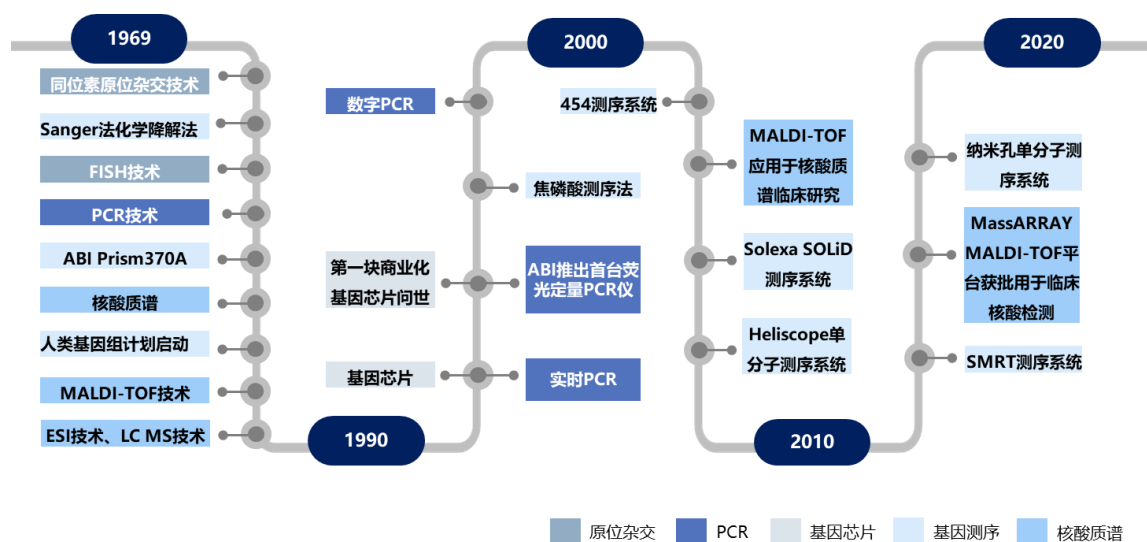 1969
同位素原位杂交技术
Sanger法化学降解法
FISH技术
PCR技术
ABI Prism370A
核酸质谱
人类基因组计划启动
MALDI-TOF技术
ESI技术、LC MS技术
1990
基因芯片
实时PCR
第一块商业化
基因芯片问世
ABI推出首台荧
光定量PCR仪
焦磷酸测序法
数字PCR
2000
454测序系统
MALDI-TOF
应用于核酸质
谱临床研究
Solexa SOLiD
测序系统
Heliscope单
分子测序系统
2010
SMRT测序系统
MassARRAY
MALDI-TOF平
台获批用于临床
核酸检测
纳米孔单分子测
序系统
2020
原位杂交
PCR
基因芯片
基因测序
核酸质谱